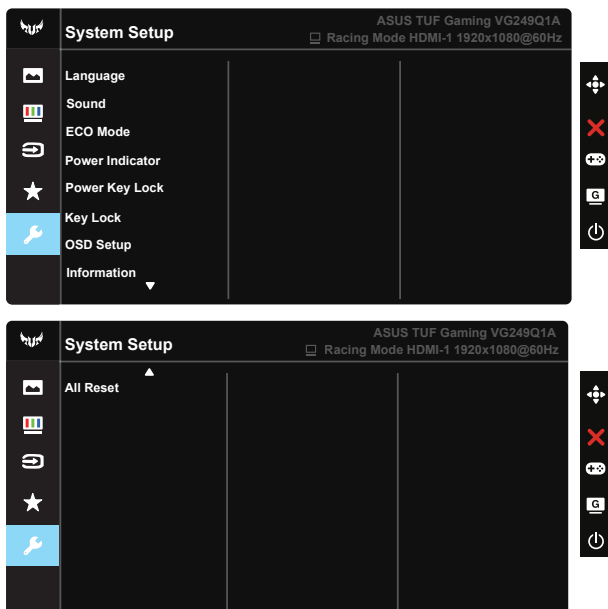 ASUS TUF Gaming VG249Q1A
System Setup
Racing Mode HDMI-1 1920x1080@60Hz
Language
Sound
ECO Mode
Power Indicator
Power Key Lock
Key Lock
OSD Setup
Information
G
ASUS TUF Gaming VG249Q1A
System Setup
Racing Mode HDMI-1 1920x1080@60Hz
All Reset
G